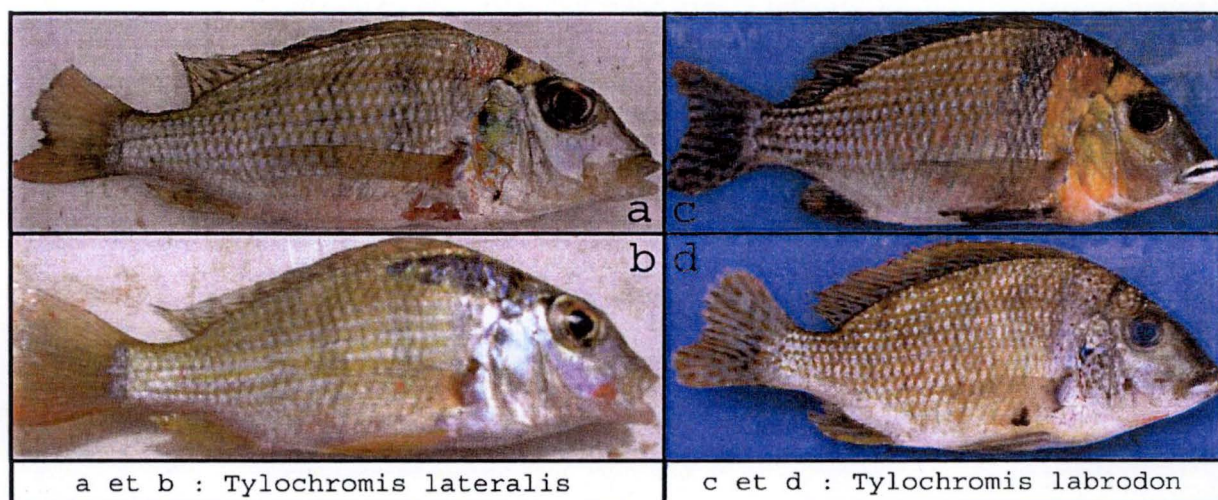 a c
b d
a et b : Tylochromis lateralis
c et d : Tylochromis labrodon